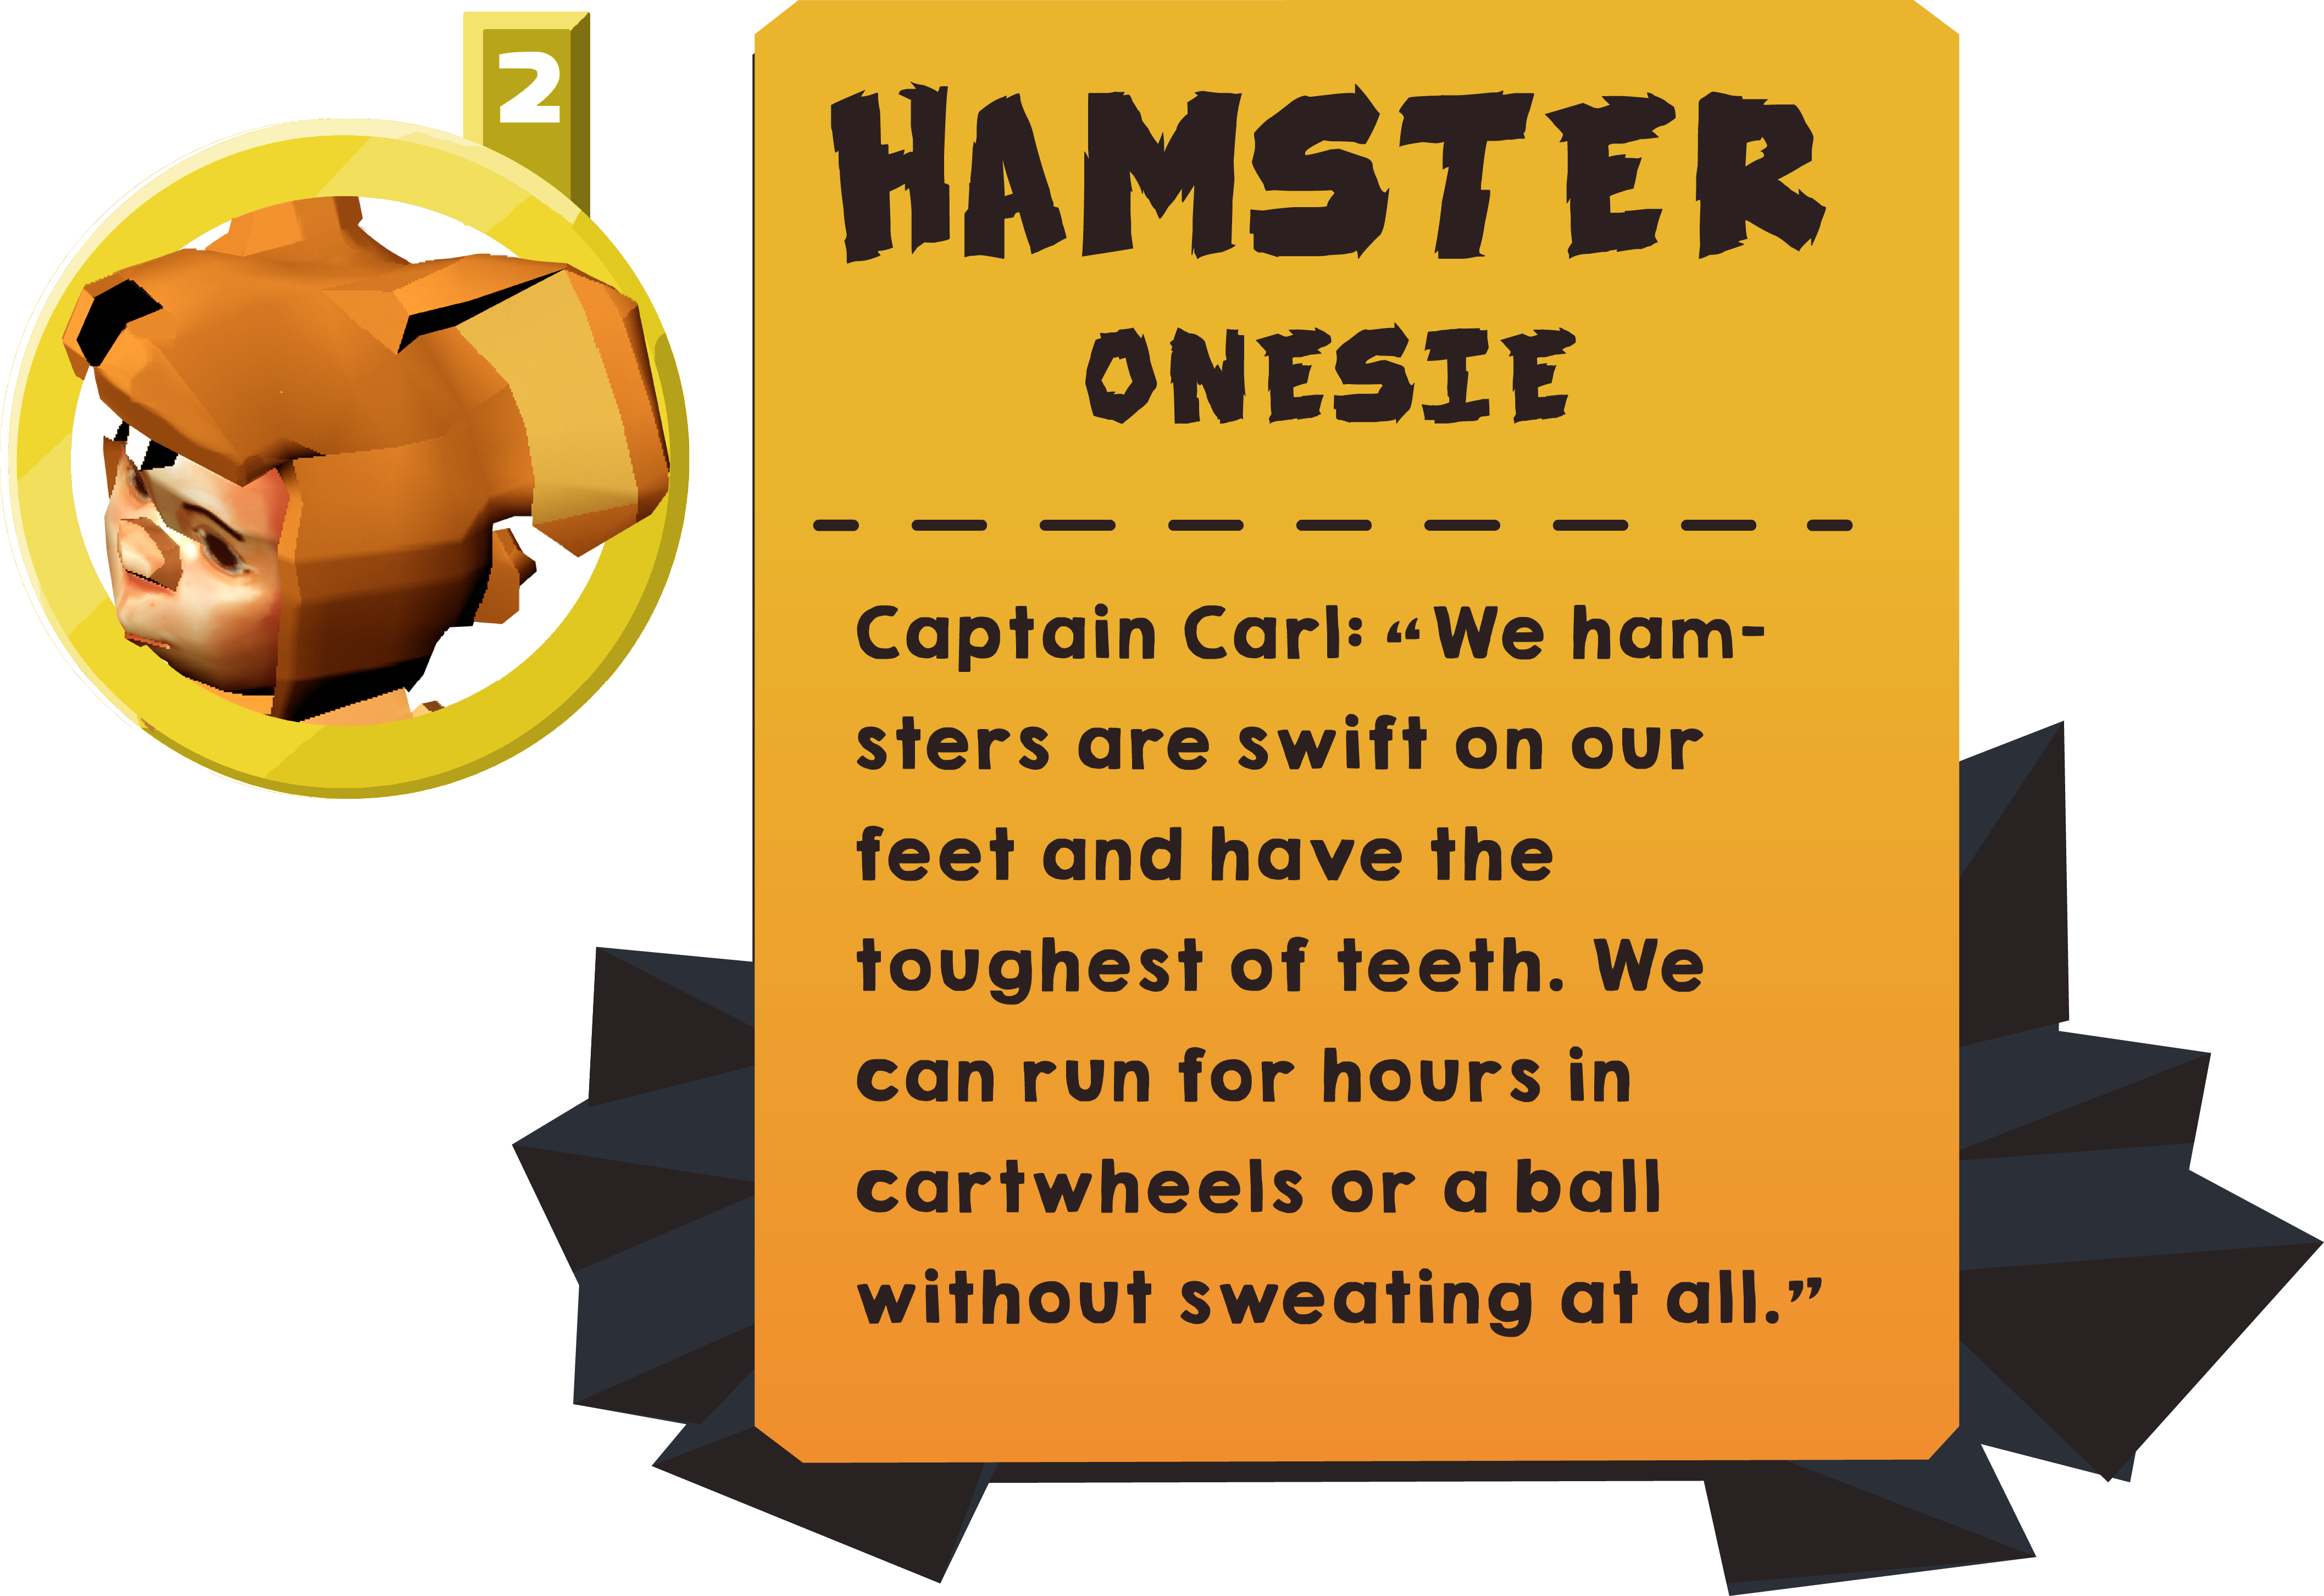 2
HAMSTER
ONESIE
Captain Carl: “We ham-
sters are swift on our
feet and have the
toughest of teeth. We
can run for hours in
cartwheels or a ball
without sweating at all.”